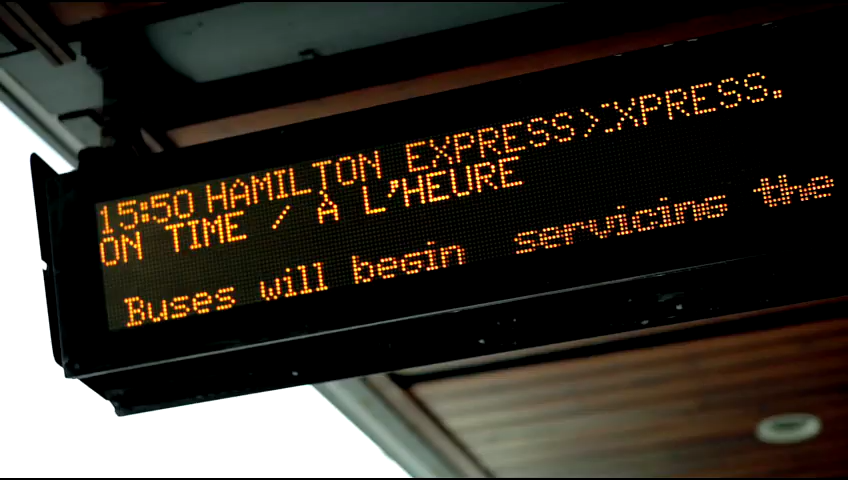 15:50 HAMILTON EXPRESS>:XPRESS.
ON TIME / À L'HEURE
Buses will begin servicing the